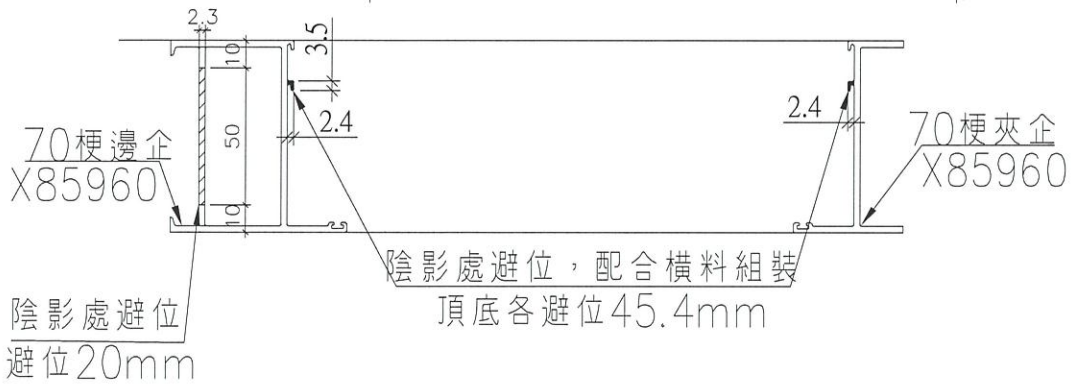 2.3
10
3.5
50
2.4
2.4
70梗邊企
X85960
70梗夾企
X85960
10
陰影處避位，配合橫料組裝
頂底各避位45.4mm
陰影處避位
避位20mm